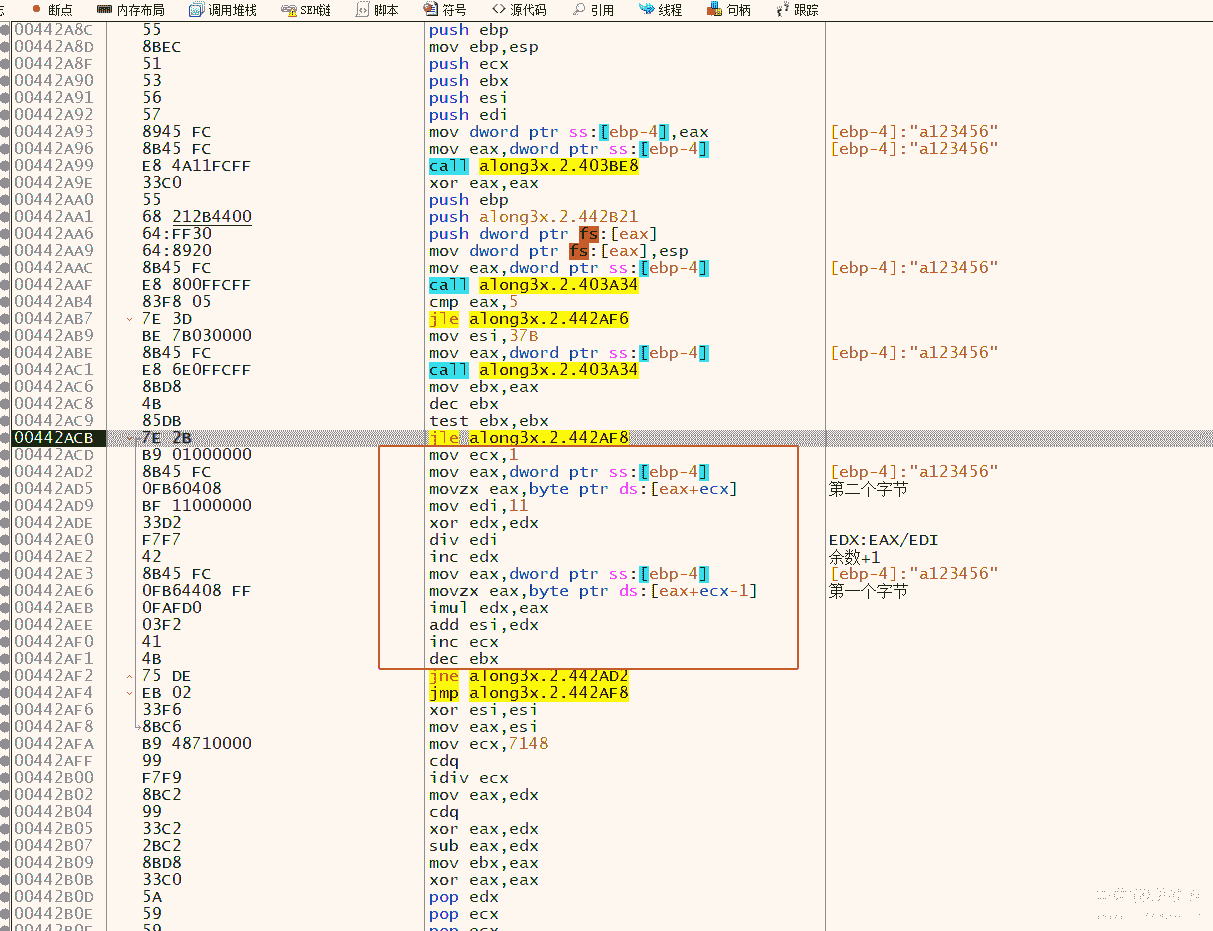 断点 内存布局 调用堆栈 SEH链 脚本 符号 源代码 引用 线程 句柄 跟踪
00442A8C 55 push ebp
00442A8D 8BEC mov ebp,esp
00442A8F 51 push ecx
00442A90 53 push ebx
00442A91 56 push esi
00442A92 57 push edi
00442A93 8945 FC mov dword ptr ss:[ebp-4],eax [ebp-4]:"a123456"
00442A96 8B45 FC mov eax,dword ptr ss:[ebp-4] [ebp-4]:"a123456"
00442A99 E8 4A11FCFF call along3x.2.403BE8
00442A9E 33C0 xor eax,eax
00442AA0 55 push ebp
00442AA1 68 212B4400 push along3x.2.442B21
00442AA6 64:FF30 push dword ptr fs:[eax]
00442AA9 64:8920 mov dword ptr fs:[eax],esp
00442AAC 8B45 FC mov eax,dword ptr ss:[ebp-4] [ebp-4]:"a123456"
00442AAF E8 800FFCFF call along3x.2.403A34
00442AB4 83F8 05 cmp eax,5
00442AB7 7E 3D jle along3x.2.442AF6
00442AB9 BE 7B030000 mov esi,37B
00442ABE 8B45 FC mov eax,dword ptr ss:[ebp-4] [ebp-4]:"a123456"
00442AC1 E8 6E0FFCFF call along3x.2.403A34
00442AC6 8BD8 mov ebx,eax
00442AC8 4B dec ebx
00442AC9 85DB test ebx,ebx
00442ACB 7E 2B jle along3x.2.442AF8
00442ACD B9 01000000 mov ecx,1
00442AD2 8B45 FC mov eax,dword ptr ss:[ebp-4] [ebp-4]:"a123456"
00442AD5 0FB60408 movzx eax,byte ptr ds:[eax+ecx] 第二个字节
00442AD9 BF 11000000 mov edi,11
00442ADE 33D2 xor edx,edx
00442AE0 F7F7 div edi EDX:EAX/EDI
00442AE2 42 inc edx 余数+1
00442AE3 8B45 FC mov eax,dword ptr ss:[ebp-4] [ebp-4]:"a123456"
00442AE6 0FB64408 FF movzx eax,byte ptr ds:[eax+ecx-1] 第一个字节
00442AEB 0FAFD0 imul edx,eax
00442AEE 03F2 add esi,edx
00442AF0 41 inc ecx
00442AF1 4B dec ebx
00442AF2 75 DE jne along3x.2.442AD2
00442AF4 EB 02 jmp along3x.2.442AF8
00442AF6 33F6 xor esi,esi
00442AF8 8BC6 mov eax,esi
00442AFA B9 48710000 mov ecx,7148
00442AFF 99 cdq
00442B00 F7F9 idiv ecx
00442B02 8BC2 mov eax,edx
00442B04 99 cdq
00442B05 33C2 xor eax,edx
00442B07 2BC2 sub eax,edx
00442B09 8BD8 mov ebx,eax
00442B0B 33C0 xor eax,eax
00442B0D 5A pop edx
00442B0E 59 pop ecx
00442B0F 59 pop ecx